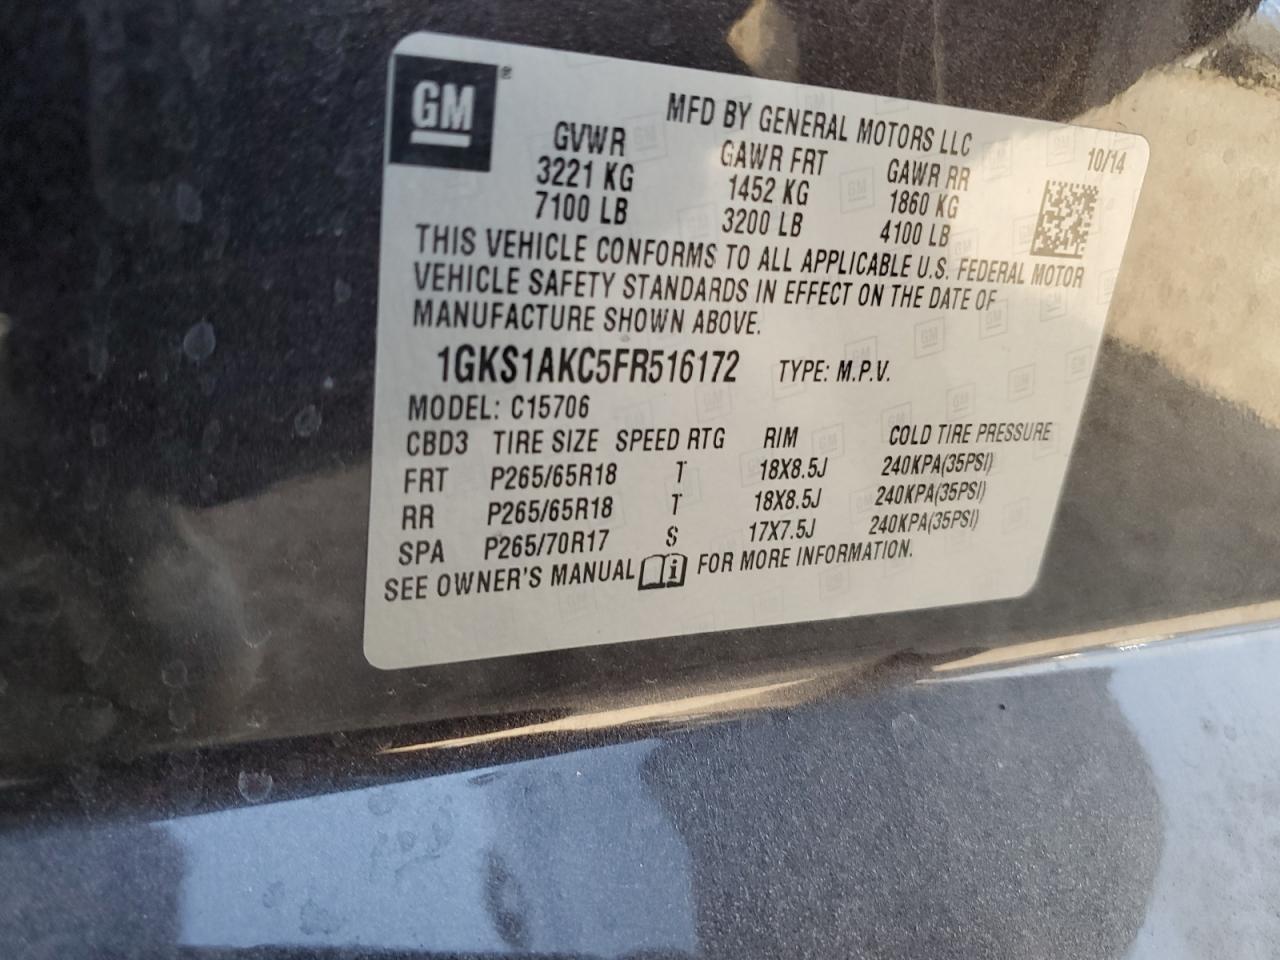 GM®
MFD BY GENERAL MOTORS LLC
GVWR GAWR FRT GAWR RR 10/14
3221 KG 1452 KG 1860 KG
7100 LB 3200 LB 4100 LB
THIS VEHICLE CONFORMS TO ALL APPLICABLE U.S. FEDERAL MOTOR
VEHICLE SAFETY STANDARDS IN EFFECT ON THE DATE OF
MANUFACTURE SHOWN ABOVE.
1GKS1AKC5FR516172 TYPE: M.P.V.
MODEL: C15706
CBD3 TIRE SIZE SPEED RTG RIM COLD TIRE PRESSURE
FRT P265/65R18 T 18X8.5J 240KPA(35PSI)
RR P265/65R18 T 18X8.5J 240KPA(35PSI)
SPA P265/70R17 S 17X7.5J 240KPA(35PSI)
SEE OWNER'S MANUAL i FOR MORE INFORMATION.